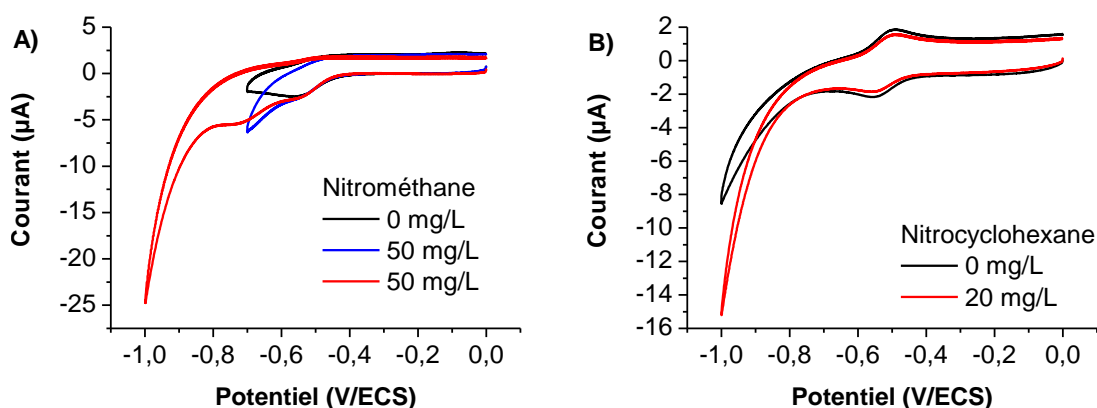 A)
5
0
-5
-10
-15
-20
-25
Courant (µA)
Nitrométhane
0 mg/L
50 mg/L
50 mg/L
-1,0 -0,8 -0,6 -0,4 -0,2 0,0
Potentiel (V/ECS)
B)
4
2
0
-2
-4
-6
-8
-10
-12
-14
-16
Courant (µA)
Nitrocyclohexane
0 mg/L
20 mg/L
-1,0 -0,8 -0,6 -0,4 -0,2 0,0
Potentiel (V/ECS)